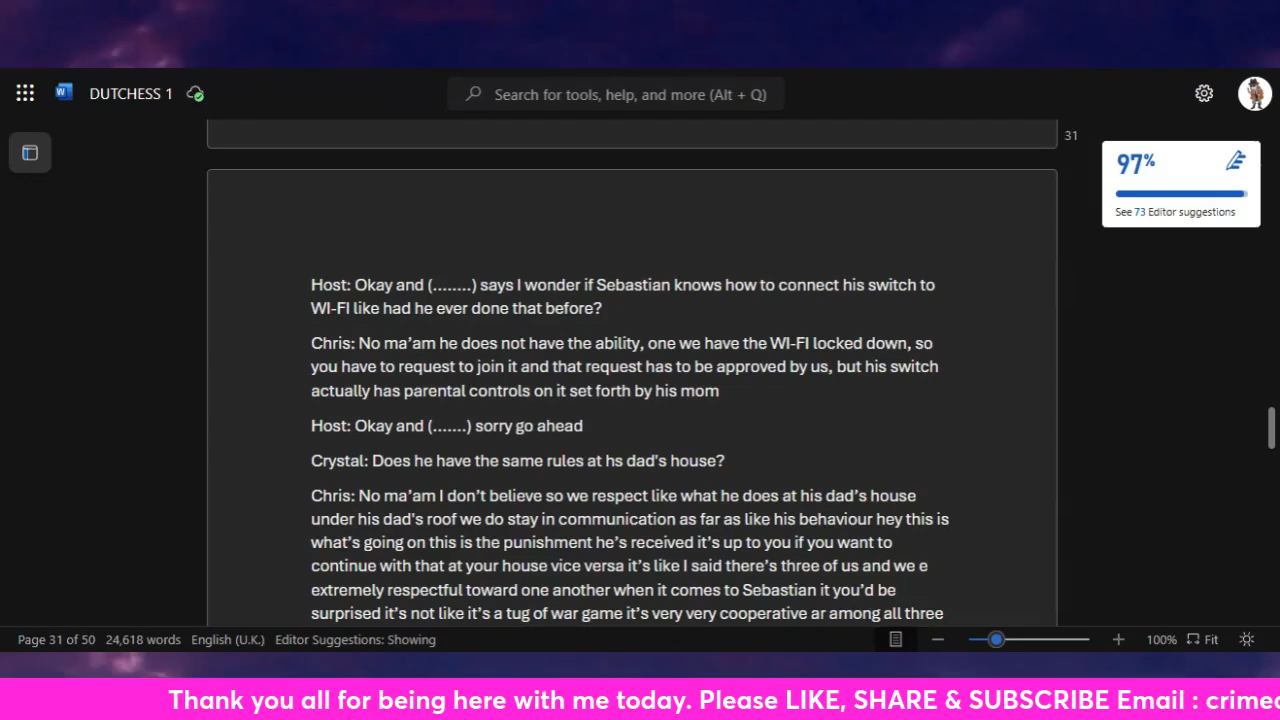 DUTCHESS 1
Search for tools, help, and more (Alt + Q)
31
97%
See 73 Editor suggestions
Host: Okay and (........) says I wonder if Sebastian knows how to connect his switch to
WI-FI like had he ever done that before?
Chris: No ma’am he does not have the ability, one we have the WI-FI locked down, so
you have to request to join it and that request has to be approved by us, but his switch
actually has parental controls on it set forth by his mom
Host: Okay and (.......) sorry go ahead
Crystal: Does he have the same rules at hs dad's house?
Chris: No ma’am I don’t believe so we respect like what he does at his dad’s house
under his dad’s roof we do stay in communication as far as like his behaviour hey this is
what’s going on this is the punishment he’s received it’s up to you if you want to
continue with that at your house vice versa it’s like I said there’s three of us and we e
extremely respectful toward one another when it comes to Sebastian it you’d be
surprised it’s not like it’s a tug of war game it’s very very cooperative ar among all three
Page 31 of 50 24,618 words English (U.K.) Editor Suggestions: Showing 100% Fit
Thank you all for being here with me today. Please LIKE, SHARE & SUBSCRIBE Email : crimec